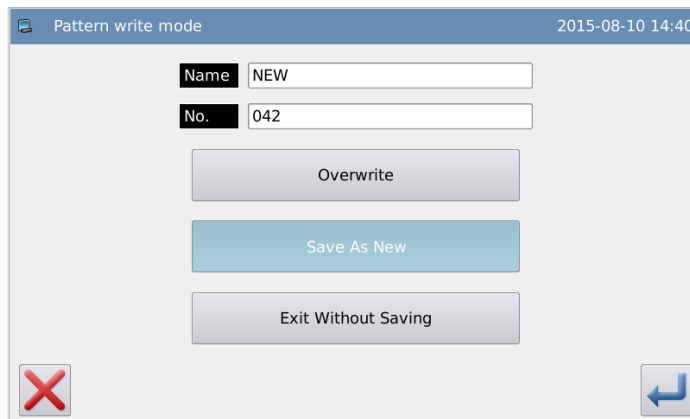 Pattern write mode 2015-08-10 14:40
Name NEW
No. 042
Overwrite
Save As New
Exit Without Saving